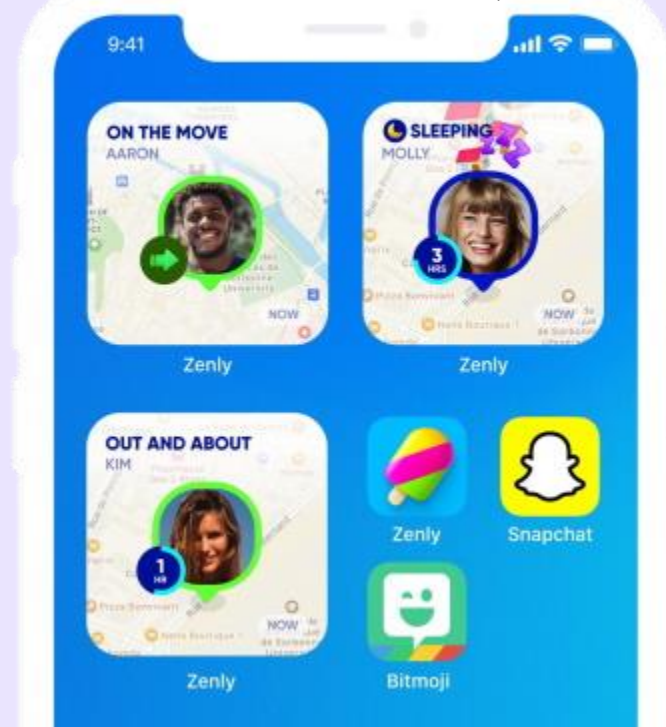 9:41
ON THE MOVE
AARON
NOW
Zenly
SLEEPING
MOLLY
3
HRS
NOW
Zenly
OUT AND ABOUT
KIM
1
HR
NOW
Zenly
Zenly
Snapchat
Bitmoji